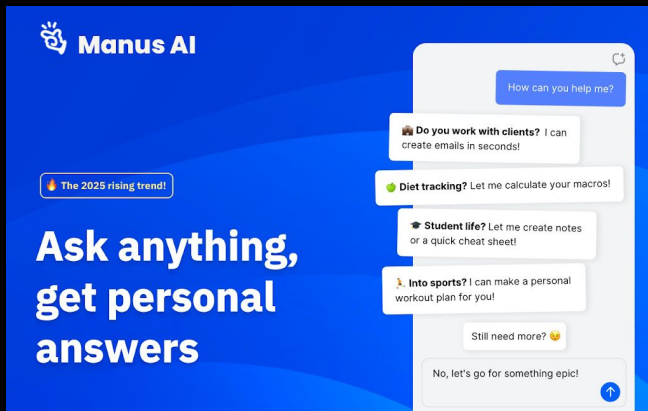 Manus AI
🔥 The 2025 rising trend!
Ask anything,
get personal
answers
How can you help me?
💼 Do you work with clients? I can
create emails in seconds!
🍏 Diet tracking? Let me calculate your macros!
🎓 Student life? Let me create notes
or a quick cheat sheet!
🏃 Into sports? I can make a personal
workout plan for you!
Still need more? 😉
No, let's go for something epic!